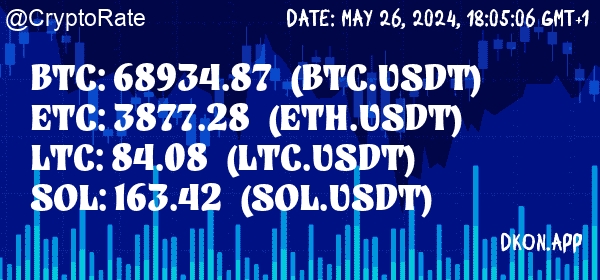 @CryptoRate
DATE: MAY 26, 2024, 18:05:06 GMT+1
BTC: 68934.87 (BTC.USDT)
ETC: 3877.28 (ETH.USDT)
LTC: 84.08 (LTC.USDT)
SOL: 163.42 (SOL.USDT)
DKON.APP